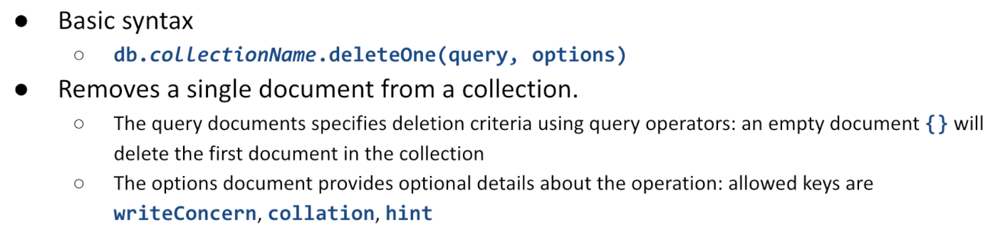 ● Basic syntax
○ db.collectionName.deleteOne(query, options)
● Removes a single document from a collection.
○ The query documents specifies deletion criteria using query operators: an empty document {} will
delete the first document in the collection
○ The options document provides optional details about the operation: allowed keys are
writeConcern, collation, hint